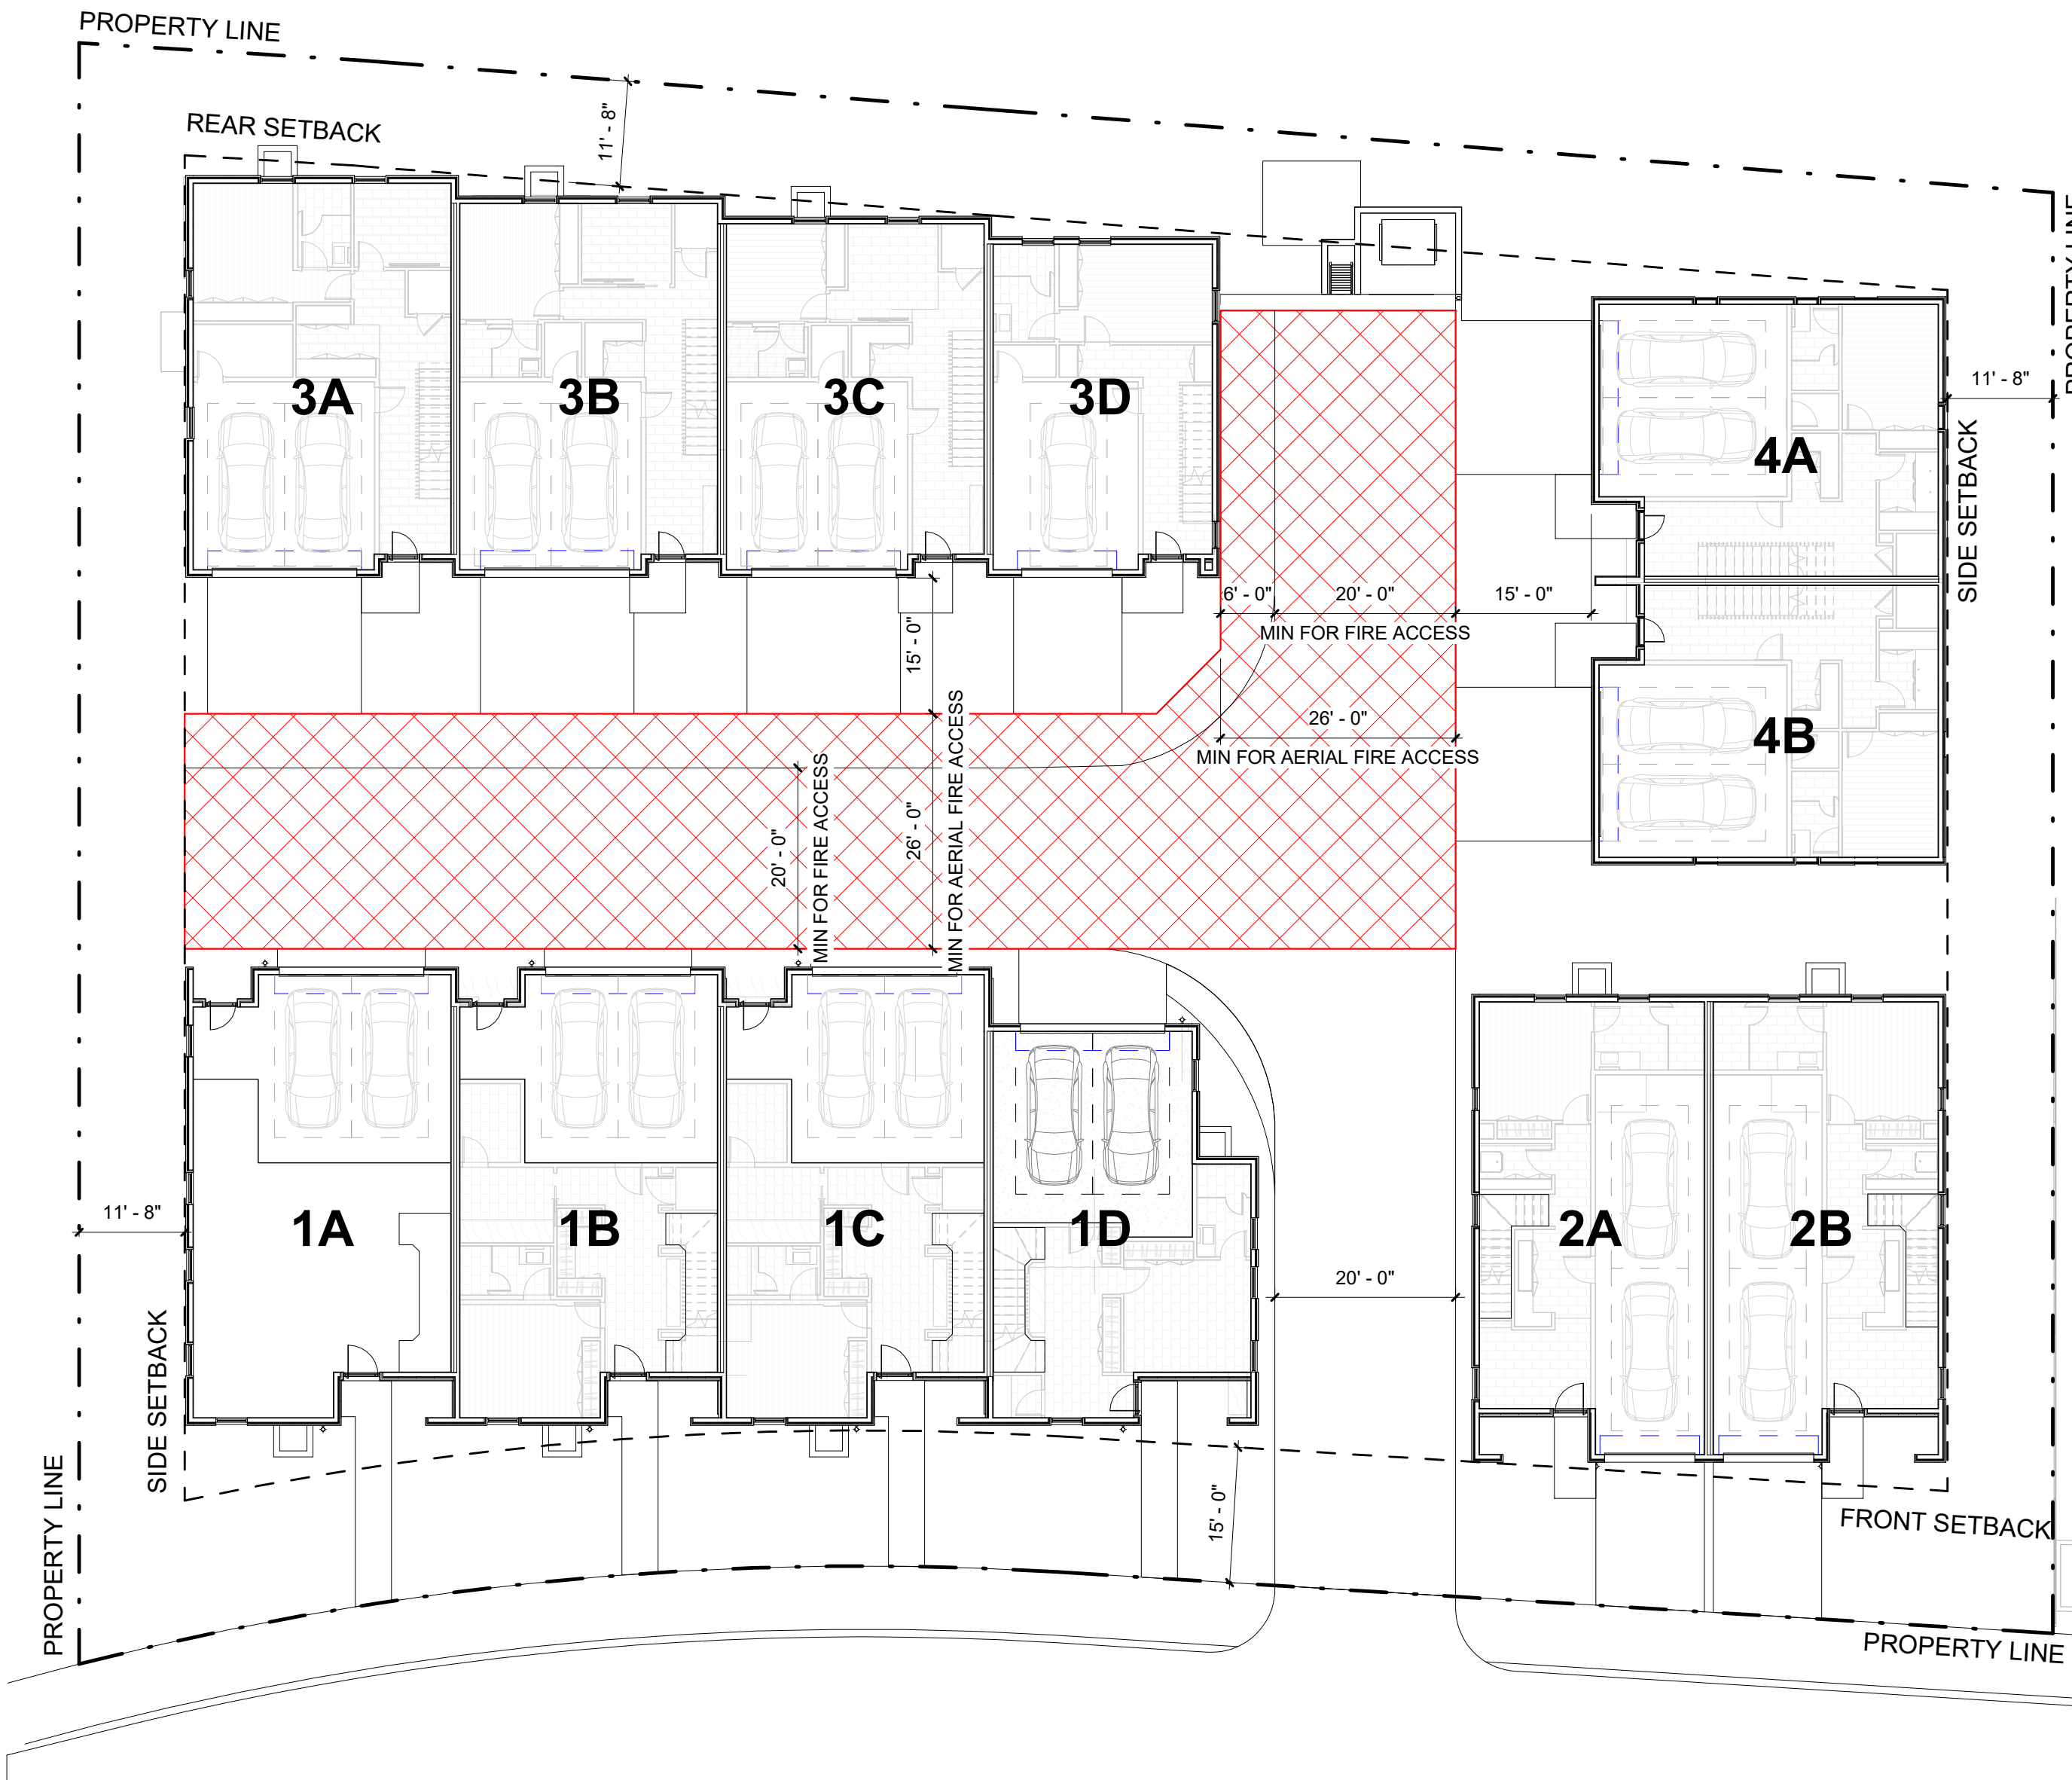 PROPERTY LINE
REAR SETBACK
11' - 8"
PROPERTY LINE
3A
3B
3C
3D
4A
11' - 8"
SIDE SETBACK
6' - 0"
20' - 0"
15' - 0"
MIN FOR FIRE ACCESS
15' - 0"
26' - 0"
MIN FOR AERIAL FIRE ACCESS
4B
20' - 0"
MIN FOR FIRE ACCESS
26' - 0"
MIN FOR AERIAL FIRE ACCESS
11' - 8"
1A
1B
1C
1D
2A
2B
20' - 0"
SIDE SETBACK
PROPERTY LINE
15' - 0"
FRONT SETBACK
PROPERTY LINE